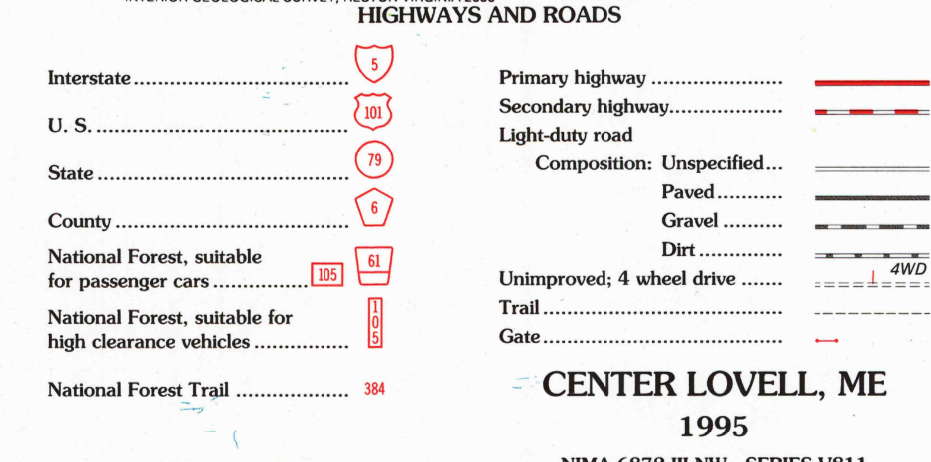 HIGHWAYS AND ROADS
Interstate 5
U. S. 101
State 79
County 6
National Forest, suitable
for passenger cars 105 61
National Forest, suitable for
high clearance vehicles 105
National Forest Trail 384
Primary highway
Secondary highway
Light-duty road
Composition: Unspecified
Paved
Gravel
Dirt
Unimproved; 4 wheel drive 4WD
Trail
Gate
CENTER LOVELL, ME
1995